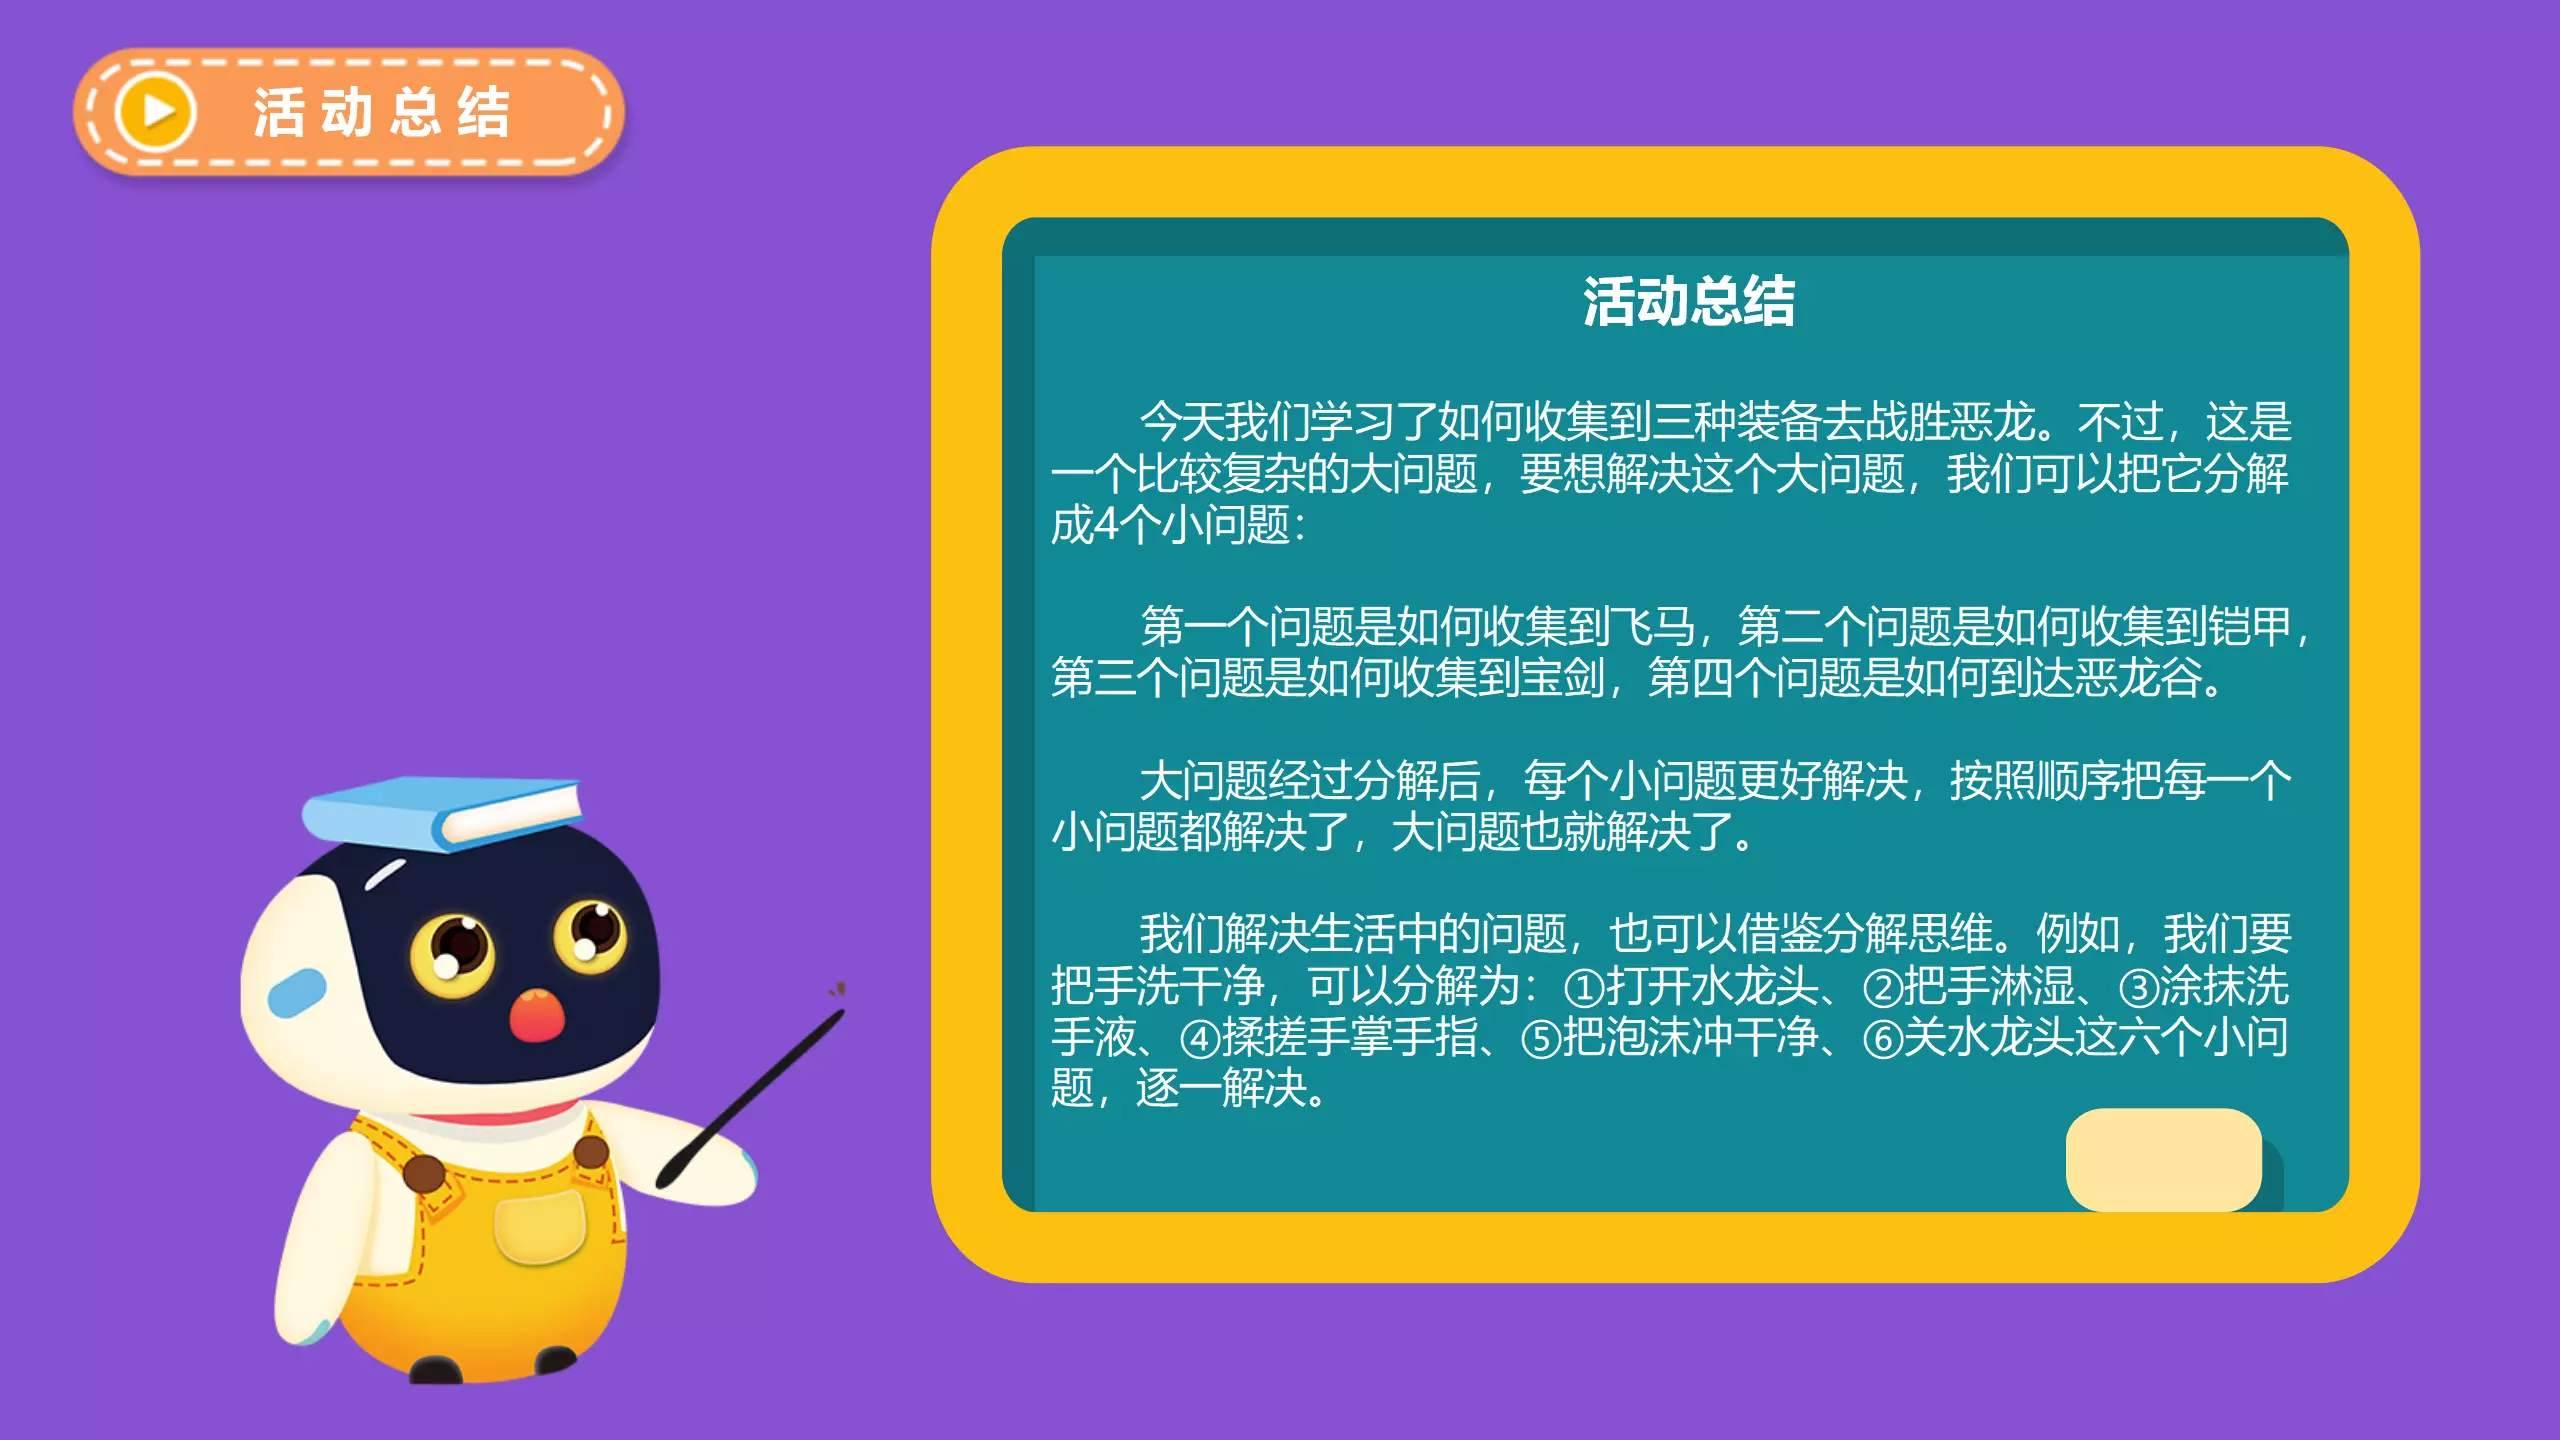 活动总结
活动总结
今天我们学习了如何收集到三种装备去战胜恶龙。不过，这是
一个比较复杂的大问题，要想解决这个大问题，我们可以把它分解
成4个小问题：
第一个问题是如何收集到飞马，第二个问题是如何收集到铠甲，
第三个问题是如何收集到宝剑，第四个问题是如何到达恶龙谷。
大问题经过分解后，每个小问题更好解决，按照顺序把每一个
小问题都解决了，大问题也就解决了。
我们解决生活中的问题，也可以借鉴分解思维。例如，我们要
把手洗干净，可以分解为：①打开水龙头、②把手淋湿、③涂抹洗
手液、④揉搓手掌手指、⑤把泡沫冲干净、⑥关水龙头这六个小问
题，逐一解决。